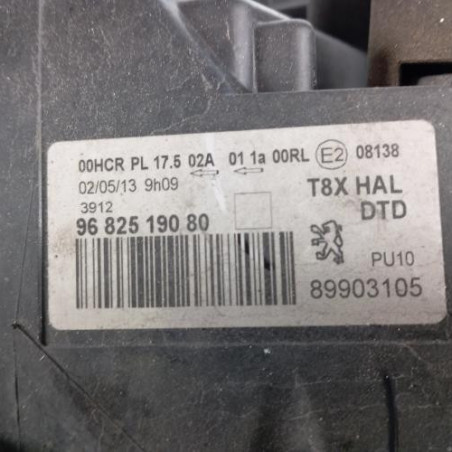 00HCR PL 17.5 02A 01 1a 00RL E2 08138
02/05/13 9h09
3912
96 825 190 80
T8X HAL
DTD
PU10
89903105